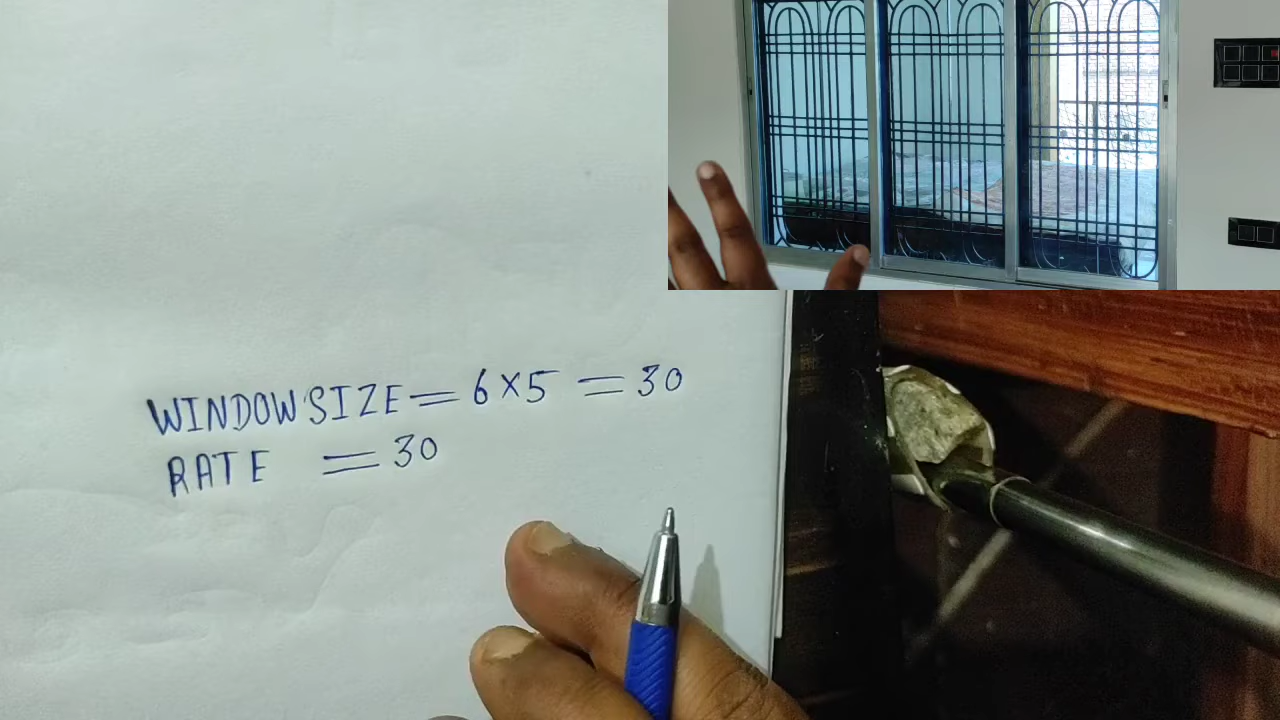 WINDOW SIZE = 6 × 5 = 30
RATE = 30